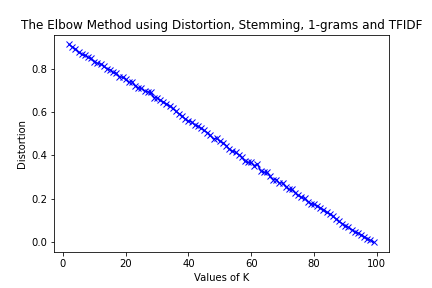 The Elbow Method using Distortion, Stemming, 1-grams and TFIDF
Distortion
0.8
0.6
0.4
0.2
0.0
0 20 40 60 80 100
Values of K